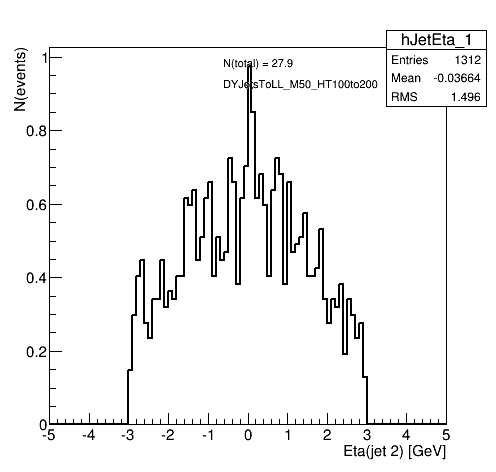 hJetEta_1
Entries 1312
Mean -0.03664
RMS 1.496
N(total) = 27.9
DYJetsToLL_M50_HT100to200
N(events)
1
0.8
0.6
0.4
0.2
0
-5 -4 -3 -2 -1 0 1 2 3 4 5
Eta(jet 2) [GeV]